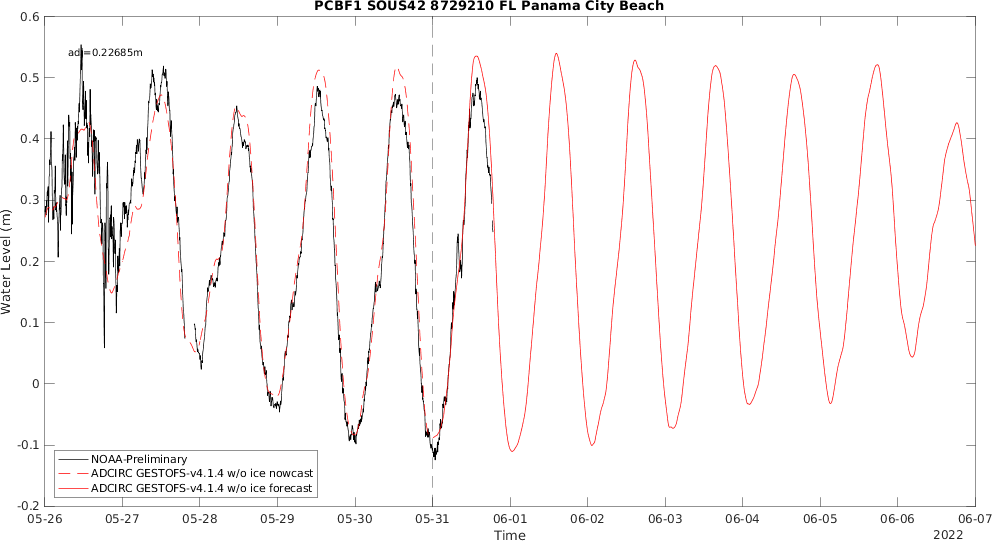 PCBF1 SOUS42 8729210 FL Panama City Beach
adj=0.22685m
Water Level (m)
0.6
0.5
0.4
0.3
0.2
0.1
0
-0.1
-0.2
NOAA-Preliminary
ADCIRC GESTOFS-v4.1.4 w/o ice nowcast
ADCIRC GESTOFS-v4.1.4 w/o ice forecast
05-26 05-27 05-28 05-29 05-30 05-31 06-01 06-02 06-03 06-04 06-05 06-06 06-07
Time
2022